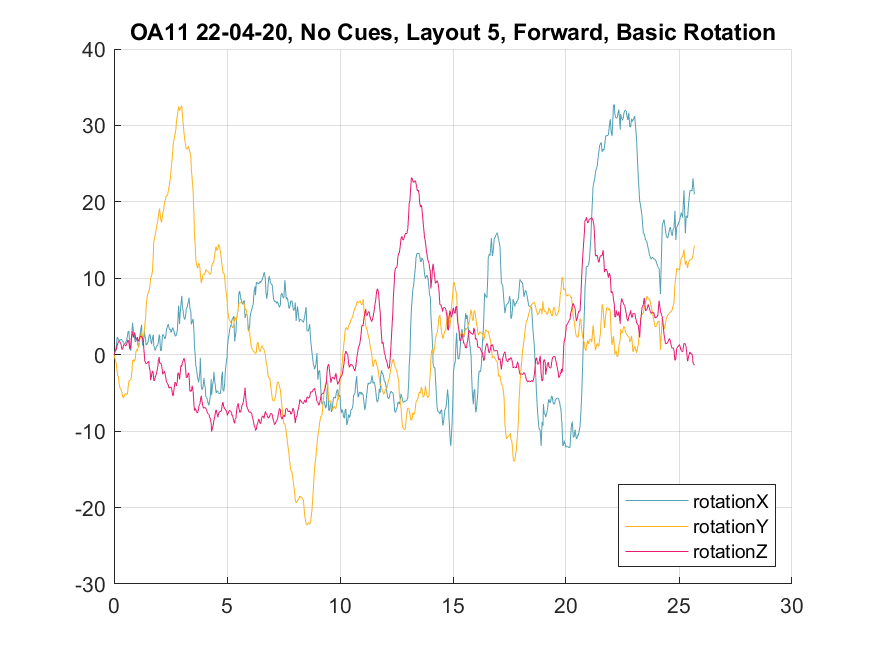 OA11 22-04-20, No Cues, Layout 5, Forward, Basic Rotation
40
30
20
10
0
-10
-20
-30
0 5 10 15 20 25 30
rotationX
rotationY
rotationZ